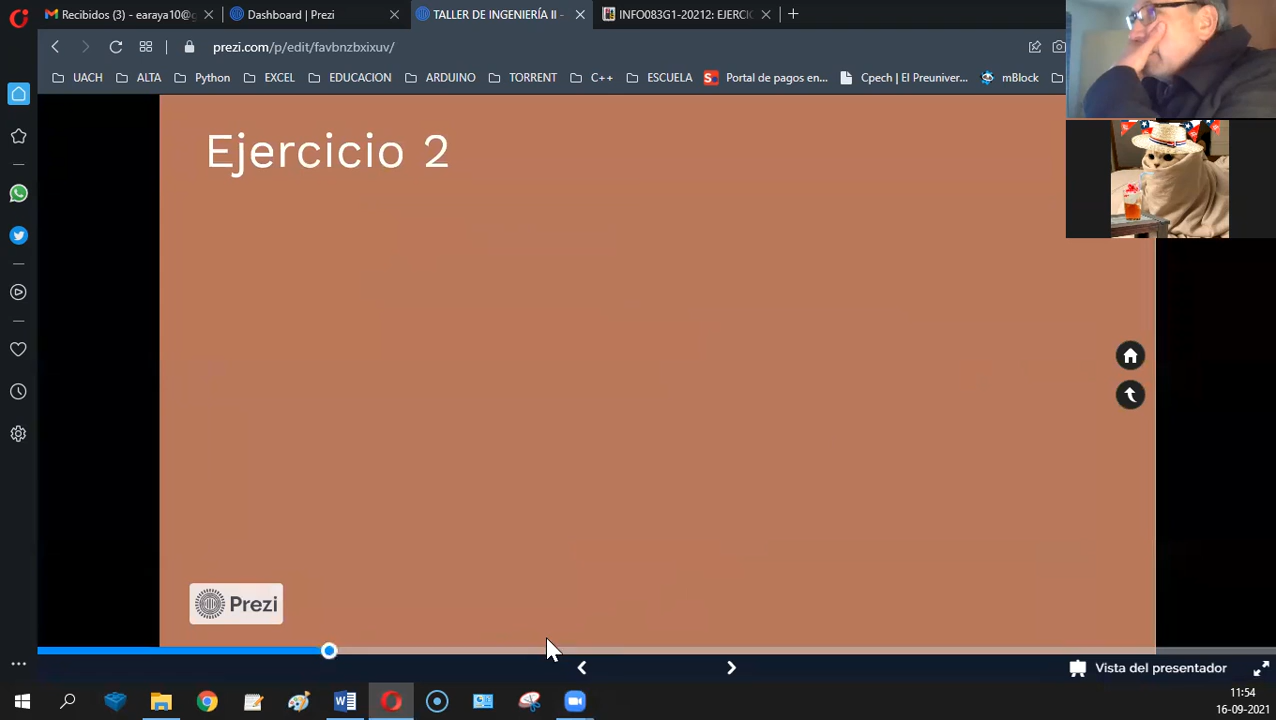 Recibidos (3) - earaya10@g
Dashboard | Prezi
TALLER DE INGENIERÍA II -
INFO083G1-20212: EJERCIC
prezi.com/p/edit/favbnzbxixuv/
UACH
ALTA
Python
EXCEL
EDUCACION
ARDUINO
TORRENT
C++
ESCUELA
Portal de pagos en...
Cpech | El Preuniver...
mBlock
Ejercicio 2
Prezi
Vista del presentador
11:54
16-09-2021